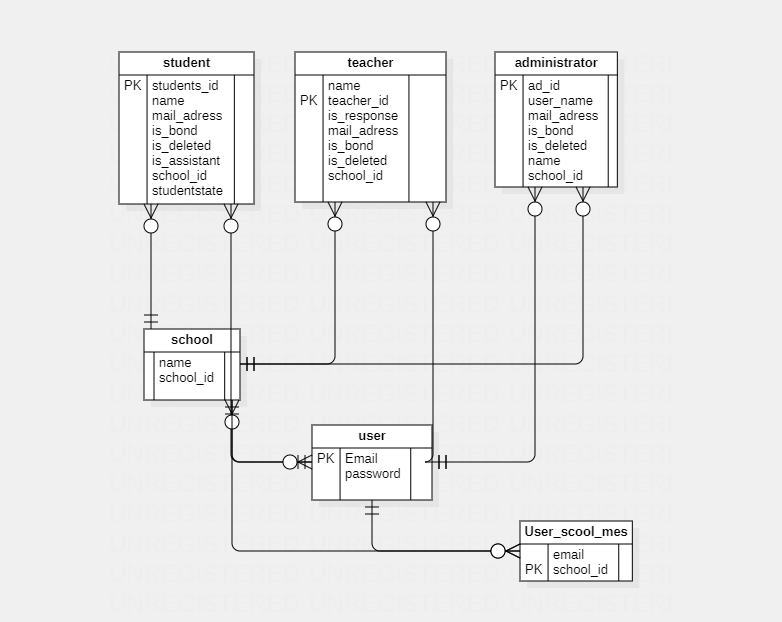 student
PK students_id
name
mail_adress
is_bond
is_deleted
is_assistant
school_id
studentstate
teacher
name
PK teacher_id
is_response
mail_adress
is_bond
is_deleted
school_id
administrator
PK ad_id
user_name
mail_adress
is_bond
is_deleted
name
school_id
school
name
school_id
user
PK Email
password
User_scool_mes
email
PK school_id